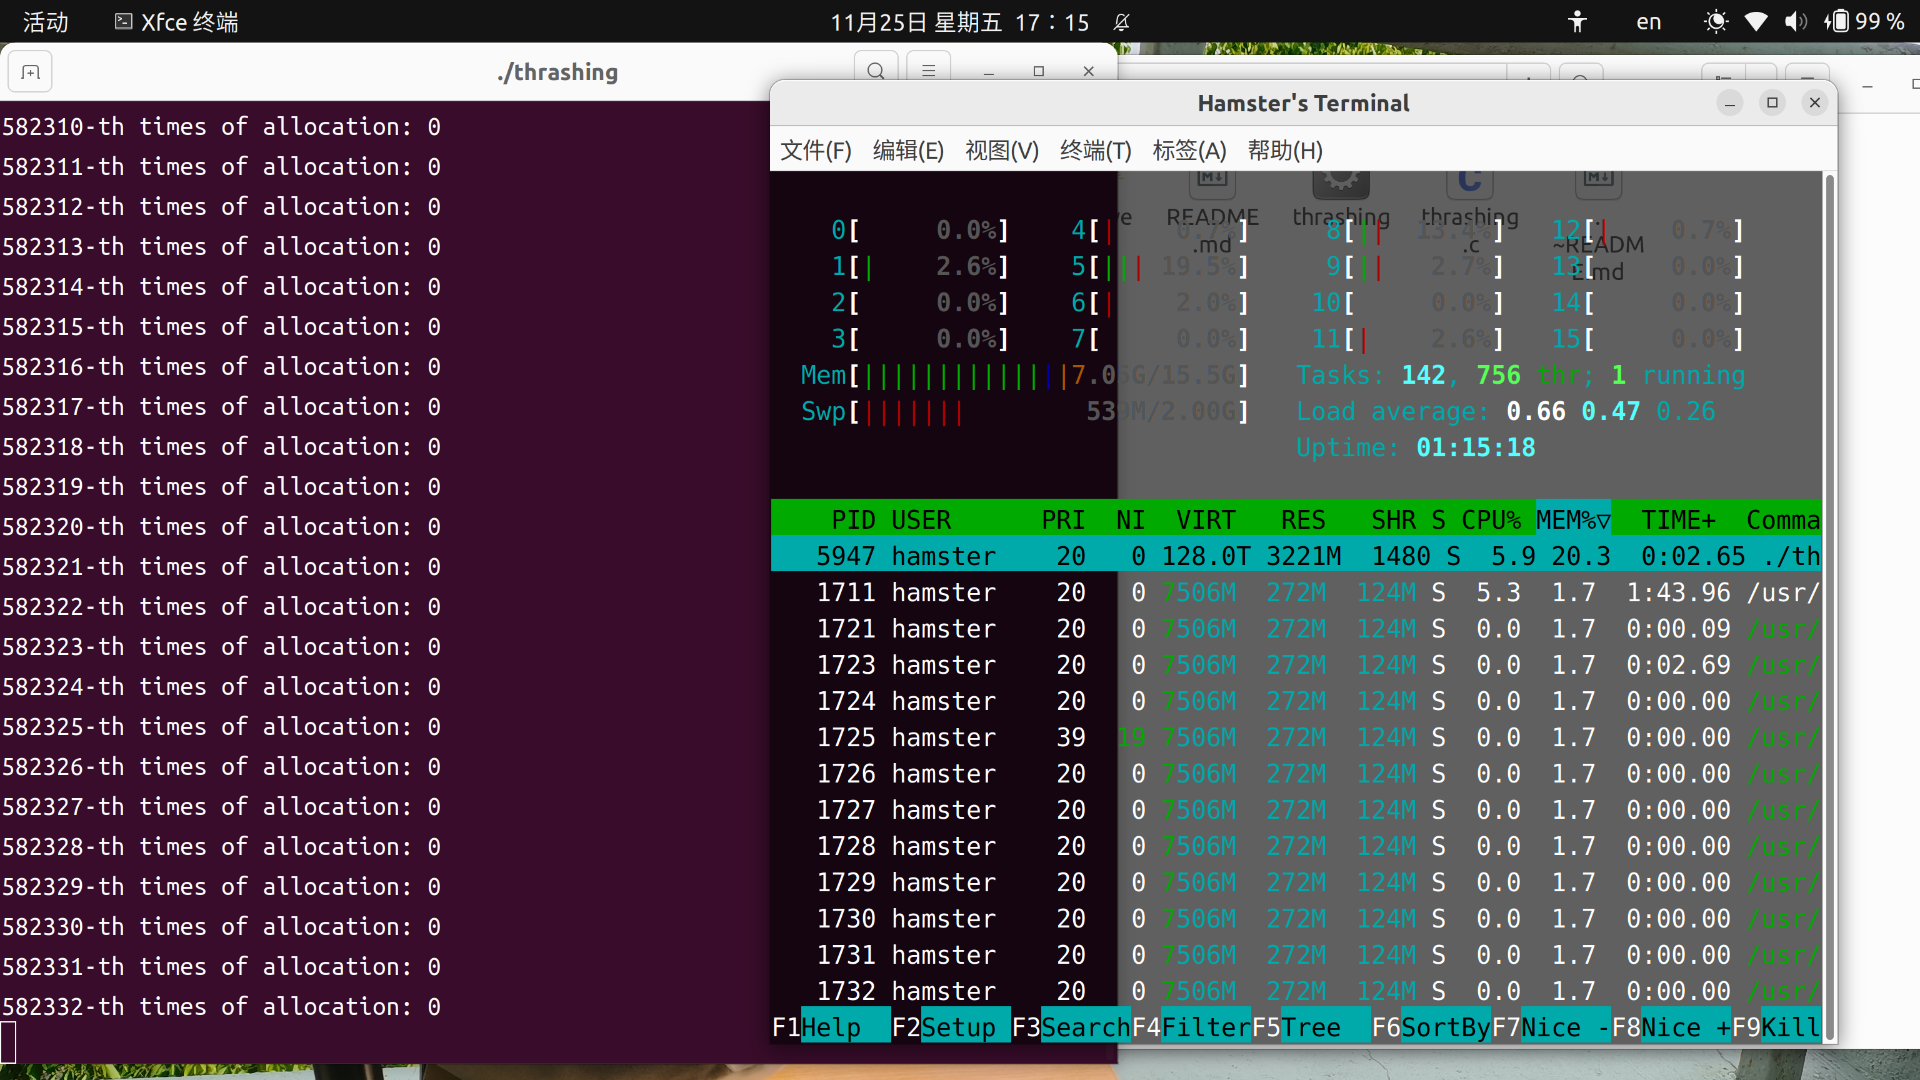 活动
Xfce 终端
11月25日 星期五 17：15
en
99 %
./thrashing
582310-th times of allocation: 0
582311-th times of allocation: 0
582312-th times of allocation: 0
582313-th times of allocation: 0
582314-th times of allocation: 0
582315-th times of allocation: 0
582316-th times of allocation: 0
582317-th times of allocation: 0
582318-th times of allocation: 0
582319-th times of allocation: 0
582320-th times of allocation: 0
582321-th times of allocation: 0
582322-th times of allocation: 0
582323-th times of allocation: 0
582324-th times of allocation: 0
582325-th times of allocation: 0
582326-th times of allocation: 0
582327-th times of allocation: 0
582328-th times of allocation: 0
582329-th times of allocation: 0
582330-th times of allocation: 0
582331-th times of allocation: 0
582332-th times of allocation: 0
Hamster's Terminal
文件(F) 编辑(E) 视图(V) 终端(T) 标签(A) 帮助(H)
README.md
thrashing
thrashing.c
~README.md
0[ 0.0%] 4[| 0.7%] 8[|| 13.4%] 12[| 0.7%]
1[| 2.6%] 5[||| 19.5%] 9[|| 2.7%] 13[ 0.0%]
2[ 0.0%] 6[| 2.0%] 10[ 0.0%] 14[ 0.0%]
3[ 0.0%] 7[ 0.0%] 11[| 2.6%] 15[ 0.0%]
Mem[||||||||||||||7.05G/15.5G] Tasks: 142, 756 thr; 1 running
Swp[||||||| 539M/2.00G] Load average: 0.66 0.47 0.26
Uptime: 01:15:18
PID USER PRI NI VIRT RES SHR S CPU% MEM%▽ TIME+ Comma
5947 hamster 20 0 128.0T 3221M 1480 S 5.9 20.3 0:02.65 ./th
1711 hamster 20 0 7506M 272M 124M S 5.3 1.7 1:43.96 /usr/
1721 hamster 20 0 7506M 272M 124M S 0.0 1.7 0:00.09 /usr/
1723 hamster 20 0 7506M 272M 124M S 0.0 1.7 0:02.69 /usr/
1724 hamster 20 0 7506M 272M 124M S 0.0 1.7 0:00.00 /usr/
1725 hamster 39 19 7506M 272M 124M S 0.0 1.7 0:00.00 /usr/
1726 hamster 20 0 7506M 272M 124M S 0.0 1.7 0:00.00 /usr/
1727 hamster 20 0 7506M 272M 124M S 0.0 1.7 0:00.00 /usr/
1728 hamster 20 0 7506M 272M 124M S 0.0 1.7 0:00.00 /usr/
1729 hamster 20 0 7506M 272M 124M S 0.0 1.7 0:00.00 /usr/
1730 hamster 20 0 7506M 272M 124M S 0.0 1.7 0:00.00 /usr/
1731 hamster 20 0 7506M 272M 124M S 0.0 1.7 0:00.00 /usr/
1732 hamster 20 0 7506M 272M 124M S 0.0 1.7 0:00.00 /usr/
F1Help F2Setup F3SearchF4FilterF5Tree F6SortByF7Nice -F8Nice +F9Kill